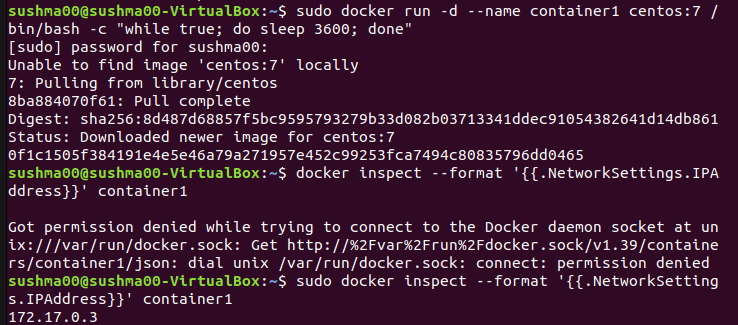 sushma00@sushma00-VirtualBox:~$ sudo docker run -d --name container1 centos:7 /
bin/bash -c "while true; do sleep 3600; done"
[sudo] password for sushma00:
Unable to find image 'centos:7' locally
7: Pulling from library/centos
8ba884070f61: Pull complete
Digest: sha256:8d487d68857f5bc9595793279b33d082b03713341ddec91054382641d14db861
Status: Downloaded newer image for centos:7
0f1c1505f384191e4e5e46a79a271957e452c99253fca7494c80835796dd0465
sushma00@sushma00-VirtualBox:~$ docker inspect --format '{{.NetworkSettings.IPA
ddress}}' container1
Got permission denied while trying to connect to the Docker daemon socket at un
ix:///var/run/docker.sock: Get http://%2Fvar%2Frun%2Fdocker.sock/v1.39/containe
rs/container1/json: dial unix /var/run/docker.sock: connect: permission denied
sushma00@sushma00-VirtualBox:~$ sudo docker inspect --format '{{.NetworkSetting
s.IPAddress}}' container1
172.17.0.3